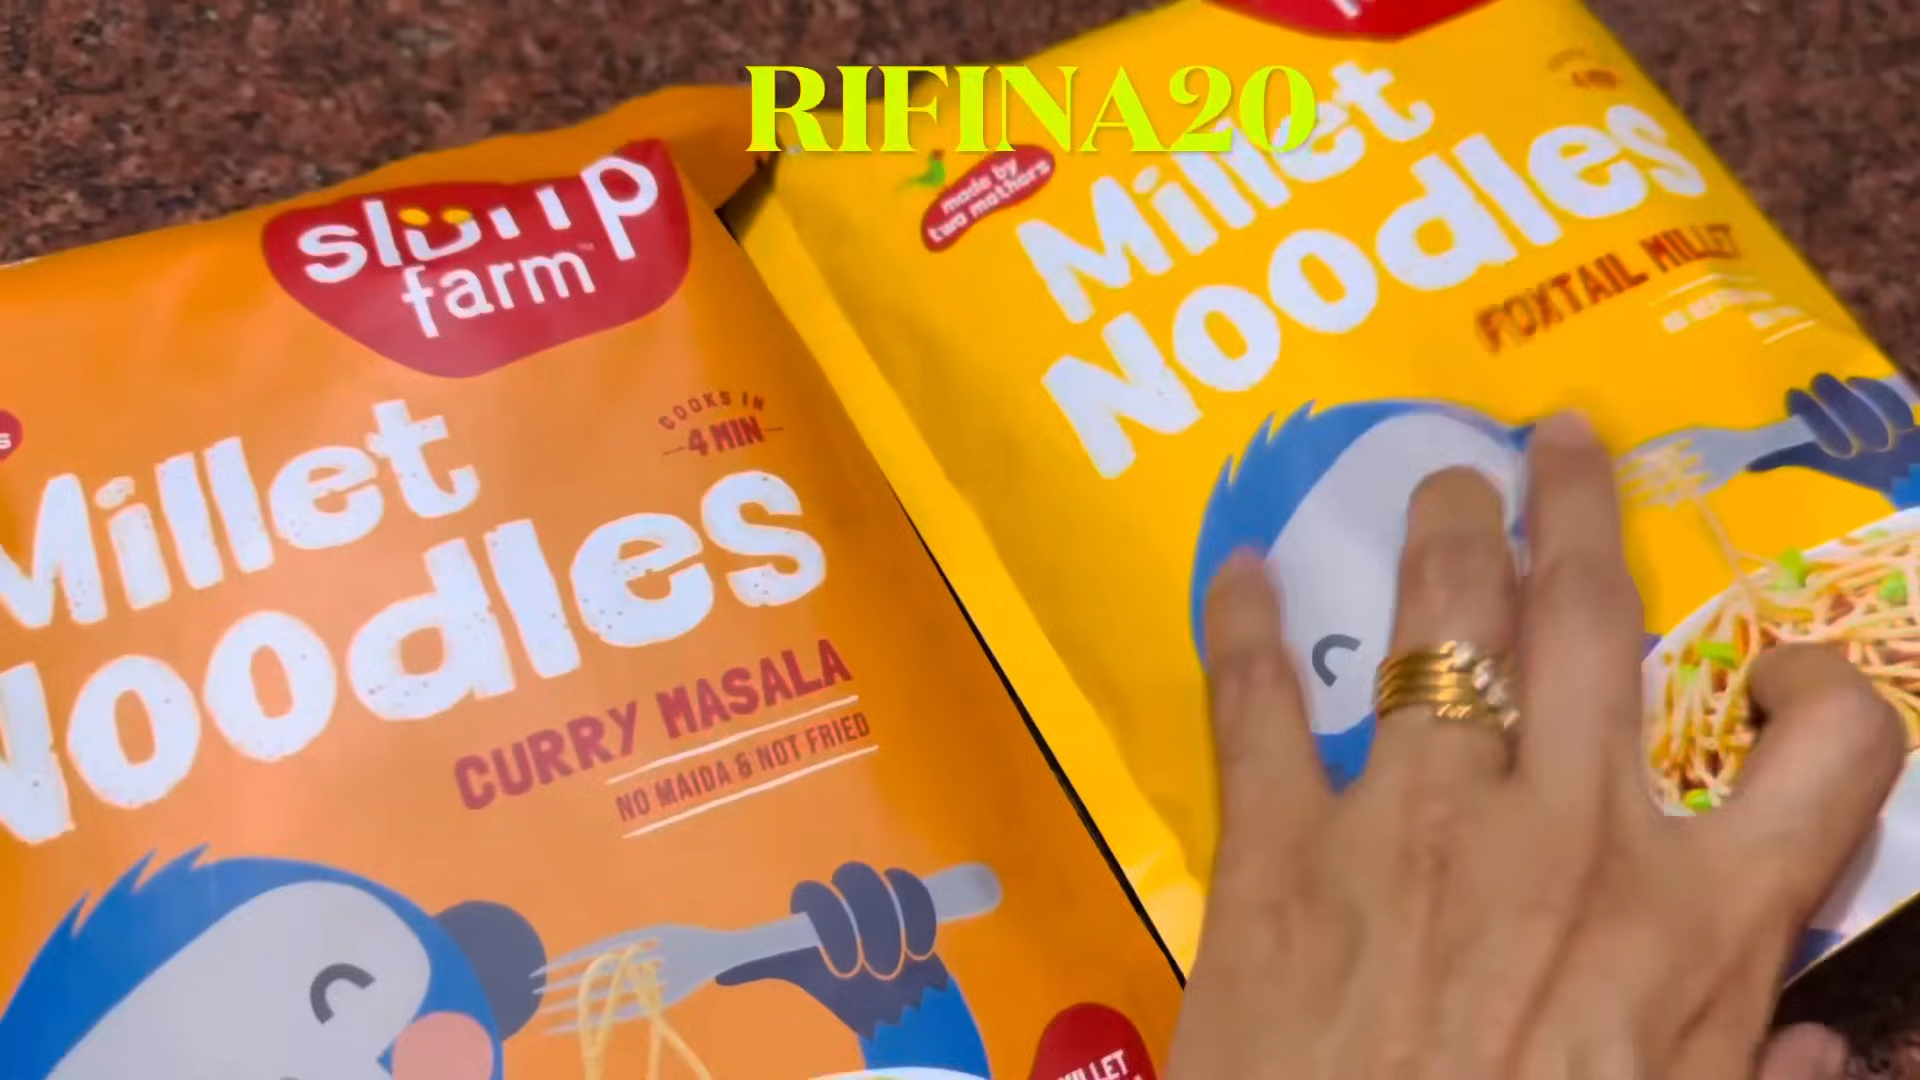 RIFINA20
slurrp
farm™
COOKS IN
4 MIN
Millet
Noodles
CURRY MASALA
NO MAIDA & NOT FRIED
made by
two mothers
Millet
Noodles
FOXTAIL MILLET